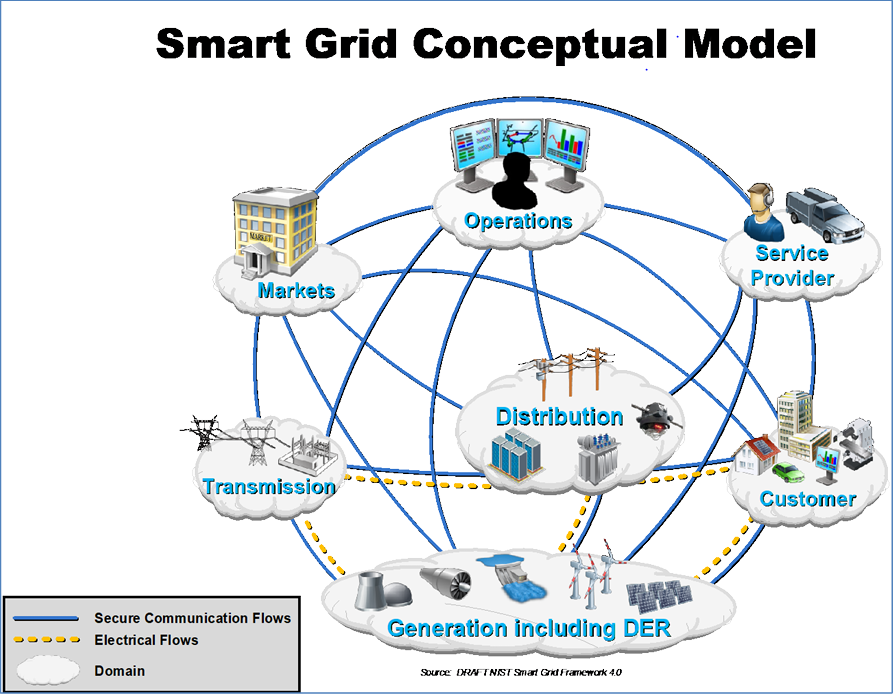 Smart Grid Conceptual Model
Operations
MARKET
Markets
Service
Provider
Distribution
Transmission
Customer
Generation including DER
Secure Communication Flows
Electrical Flows
Domain
Source: DRAFT NIST Smart Grid Framework 4.0